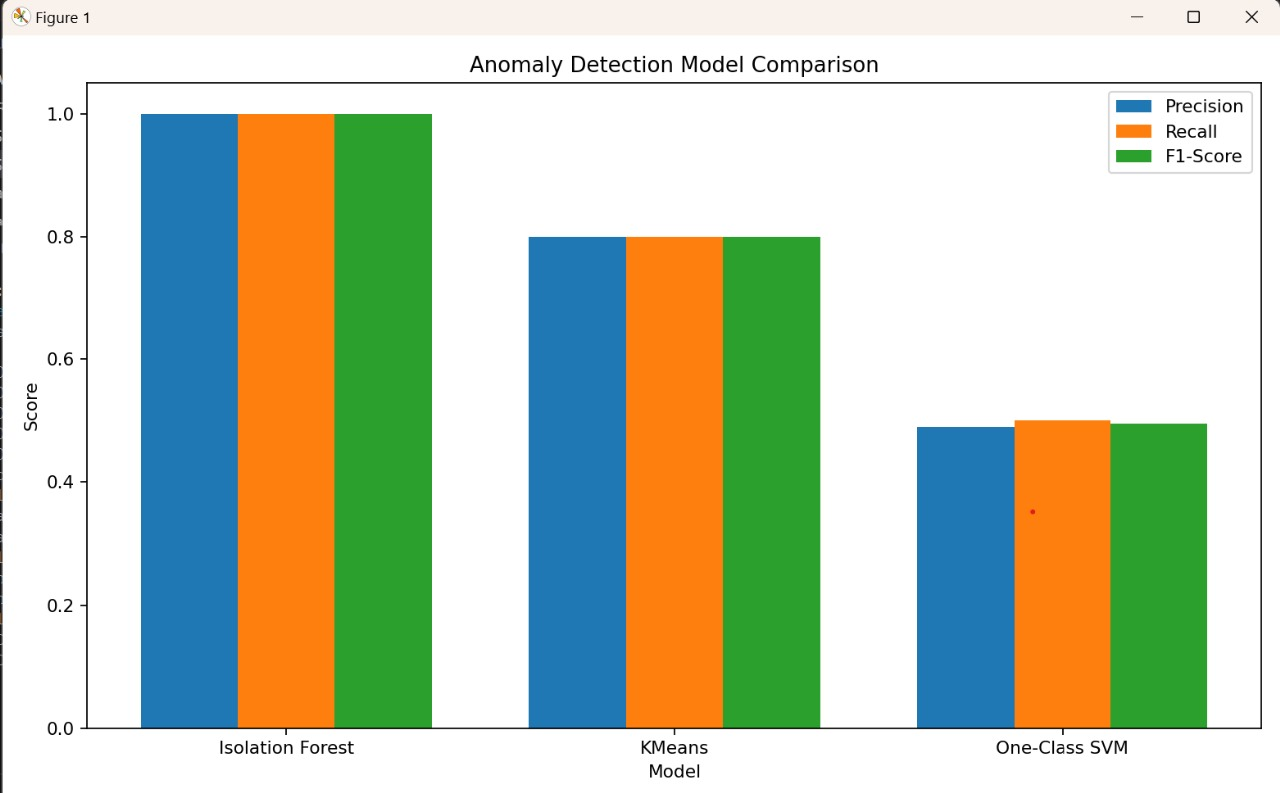 Figure 1
Anomaly Detection Model Comparison
Precision
Recall
F1-Score
1.0
0.8
0.6
0.4
0.2
0.0
Score
Isolation Forest
KMeans
One-Class SVM
Model